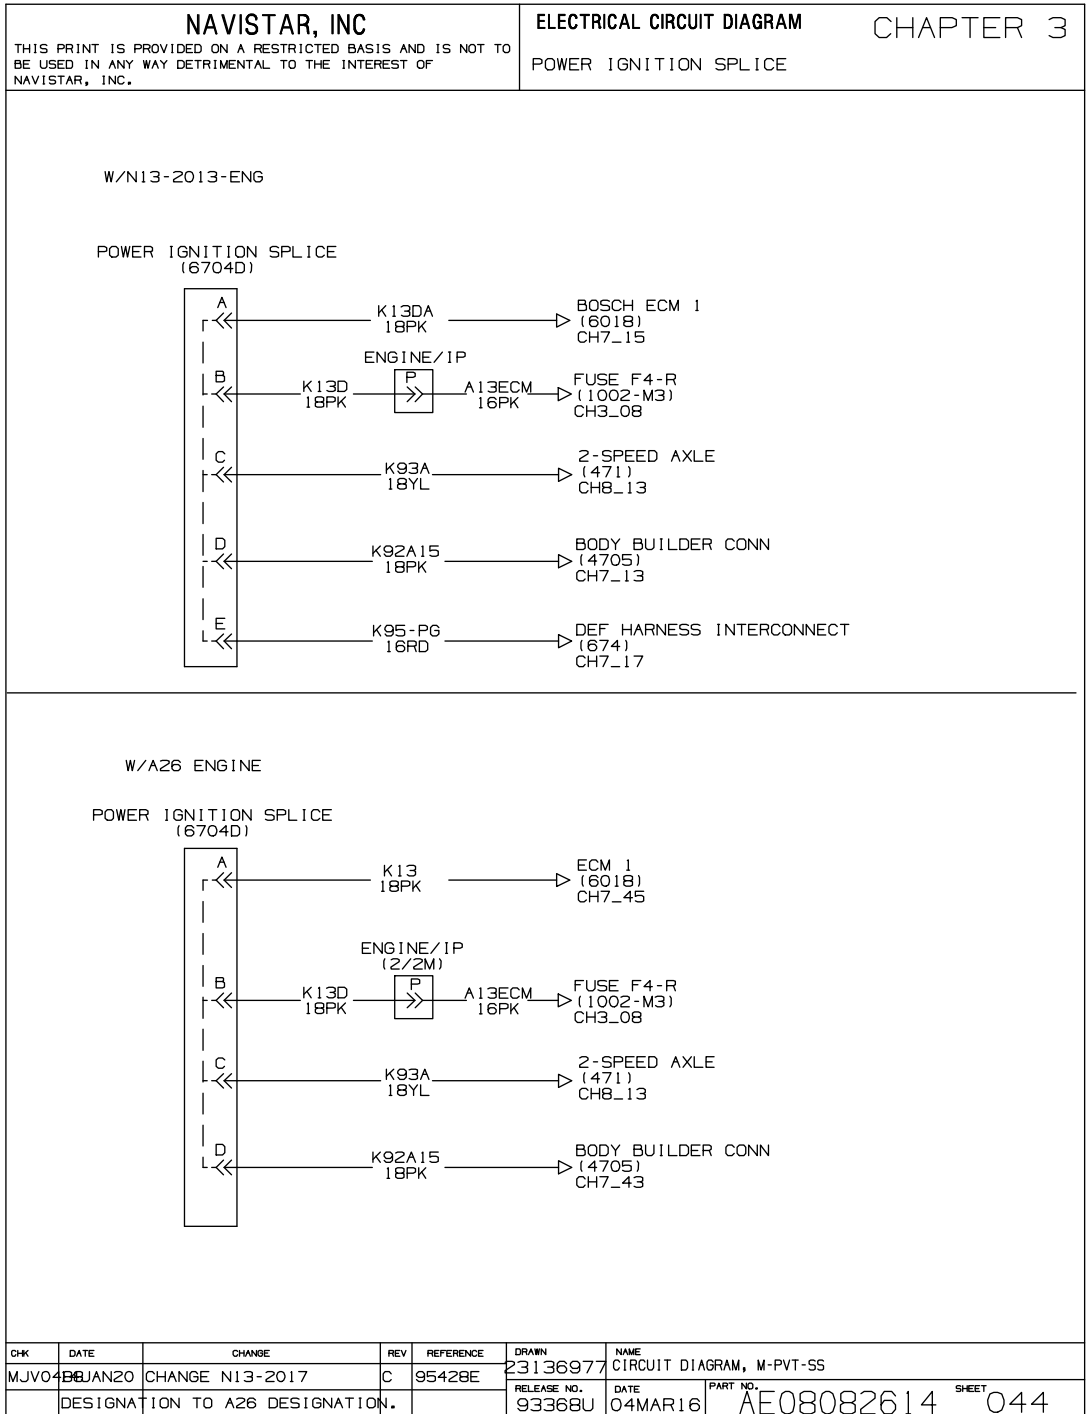 NAVISTAR, INC
THIS PRINT IS PROVIDED ON A RESTRICTED BASIS AND IS NOT TO
BE USED IN ANY WAY DETRIMENTAL TO THE INTEREST OF
NAVISTAR, INC.
ELECTRICAL CIRCUIT DIAGRAM
CHAPTER 3
POWER IGNITION SPLICE
W/N13-2013-ENG
POWER IGNITION SPLICE
(6704D)
A
K13DA
18PK
BOSCH ECM 1
(6018)
CH7_15
ENGINE/IP
B
K13D
18PK
P
A13ECM
16PK
FUSE F4-R
(1002-M3)
CH3_08
C
K93A
18YL
2-SPEED AXLE
(471)
CH8_13
D
K92A15
18PK
BODY BUILDER CONN
(4705)
CH7_13
E
K95-PG
16RD
DEF HARNESS INTERCONNECT
(674)
CH7_17
W/A26 ENGINE
POWER IGNITION SPLICE
(6704D)
A
K13
18PK
ECM 1
(6018)
CH7_45
ENGINE/IP
(2/2M)
B
K13D
18PK
P
A13ECM
16PK
FUSE F4-R
(1002-M3)
CH3_08
C
K93A
18YL
2-SPEED AXLE
(471)
CH8_13
D
K92A15
18PK
BODY BUILDER CONN
(4705)
CH7_43
CHK DATE CHANGE REV REFERENCE
CHANGE N13-2017 C 95428E
DESIGNATION TO A26 DESIGNATION.
DRAWN
23136977
NAME
CIRCUIT DIAGRAM, M-PVT-SS
RELEASE NO.
93368U
DATE
04MAR16
PART NO.
AE08082614
SHEET
044